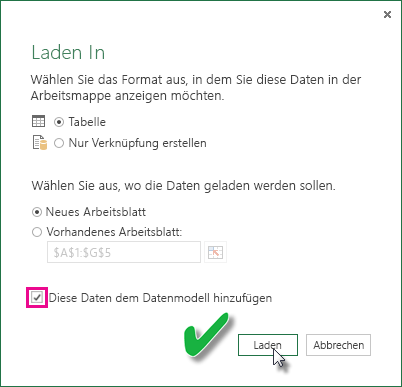 Laden In
Wählen Sie das Format aus, in dem Sie diese Daten in der
Arbeitsmappe anzeigen möchten.
Tabelle
Nur Verknüpfung erstellen
Wählen Sie aus, wo die Daten geladen werden sollen.
Neues Arbeitsblatt
Vorhandenes Arbeitsblatt:
$A$1:$G$5
Diese Daten dem Datenmodell hinzufügen
Laden Abbrechen